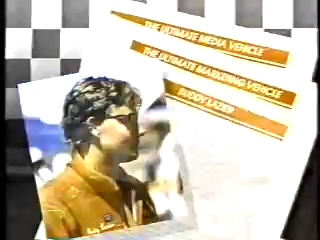 THE ULTIMATE MEDIA VEHICLE
THE ULTIMATE MARKETING VEHICLE
BUDDY LAZIER